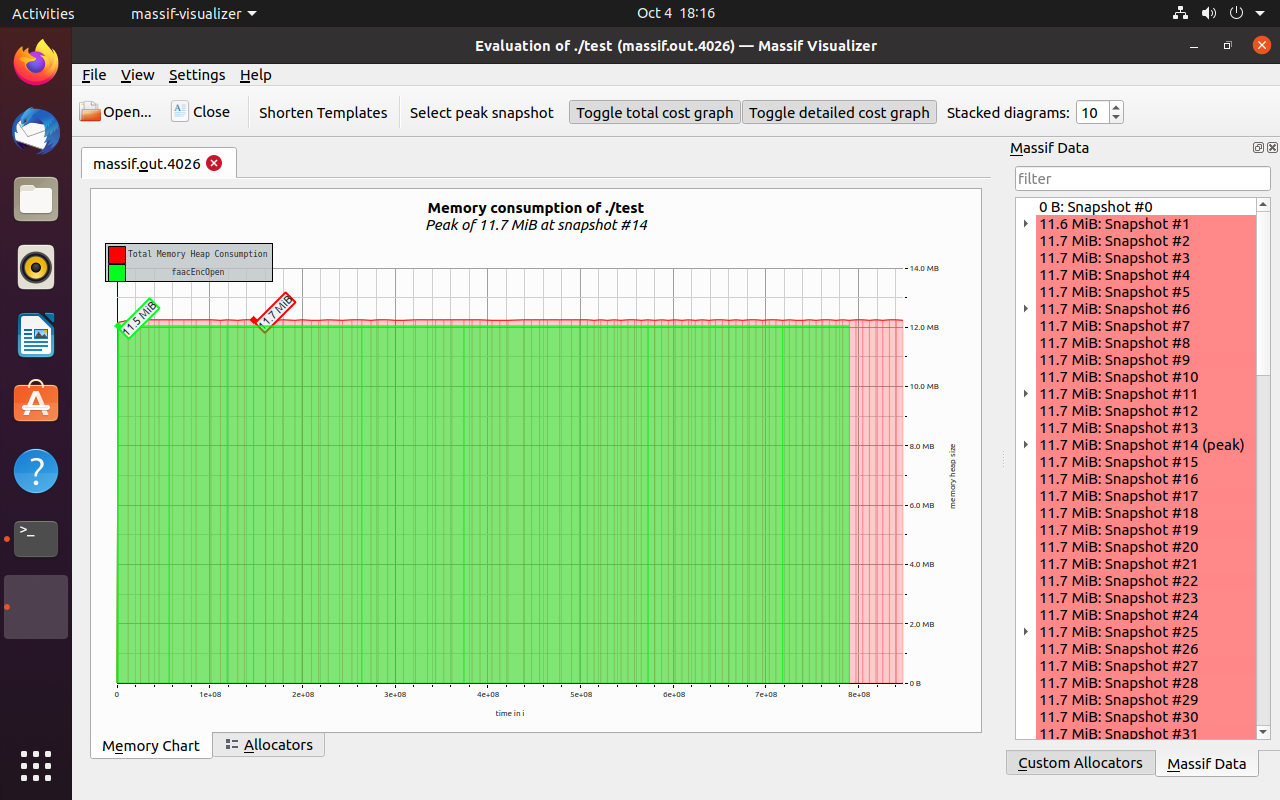 Activities massif-visualizer Oct 4 18:16
Evaluation of ./test (massif.out.4026) — Massif Visualizer
File View Settings Help
Open... Close Shorten Templates Select peak snapshot Toggle total cost graph Toggle detailed cost graph Stacked diagrams: 10
massif.out.4026
Memory consumption of ./test
Peak of 11.7 MiB at snapshot #14
Total Memory Heap Consumption
faacEncOpen
11.5 MiB
11.7 MiB
14.0 MB
12.0 MB
10.0 MB
8.0 MB
6.0 MB
4.0 MB
2.0 MB
0 B
memory heap size
0 1e+08 2e+08 3e+08 4e+08 5e+08 6e+08 7e+08 8e+08
time in i
Memory Chart Allocators
Massif Data
filter
0 B: Snapshot #0
11.6 MiB: Snapshot #1
11.7 MiB: Snapshot #2
11.7 MiB: Snapshot #3
11.7 MiB: Snapshot #4
11.7 MiB: Snapshot #5
11.7 MiB: Snapshot #6
11.7 MiB: Snapshot #7
11.7 MiB: Snapshot #8
11.7 MiB: Snapshot #9
11.7 MiB: Snapshot #10
11.7 MiB: Snapshot #11
11.7 MiB: Snapshot #12
11.7 MiB: Snapshot #13
11.7 MiB: Snapshot #14 (peak)
11.7 MiB: Snapshot #15
11.7 MiB: Snapshot #16
11.7 MiB: Snapshot #17
11.7 MiB: Snapshot #18
11.7 MiB: Snapshot #19
11.7 MiB: Snapshot #20
11.7 MiB: Snapshot #21
11.7 MiB: Snapshot #22
11.7 MiB: Snapshot #23
11.7 MiB: Snapshot #24
11.7 MiB: Snapshot #25
11.7 MiB: Snapshot #26
11.7 MiB: Snapshot #27
11.7 MiB: Snapshot #28
11.7 MiB: Snapshot #29
11.7 MiB: Snapshot #30
11.7 MiB: Snapshot #31
Custom Allocators Massif Data